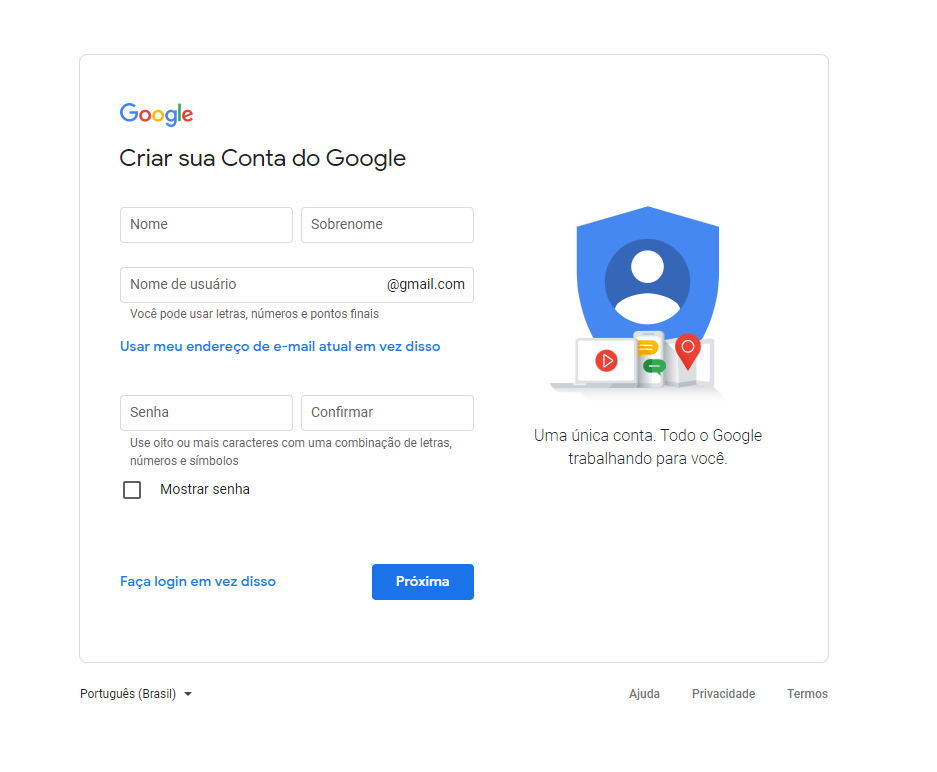 Google
Criar sua Conta do Google
Nome
Sobrenome
Nome de usuário
@gmail.com
Você pode usar letras, números e pontos finais
Usar meu endereço de e-mail atual em vez disso
Senha
Confirmar
Use oito ou mais caracteres com uma combinação de letras,
números e símbolos
Mostrar senha
Faça login em vez disso
Próxima
Uma única conta. Todo o Google
trabalhando para você.
Português (Brasil)
Ajuda
Privacidade
Termos